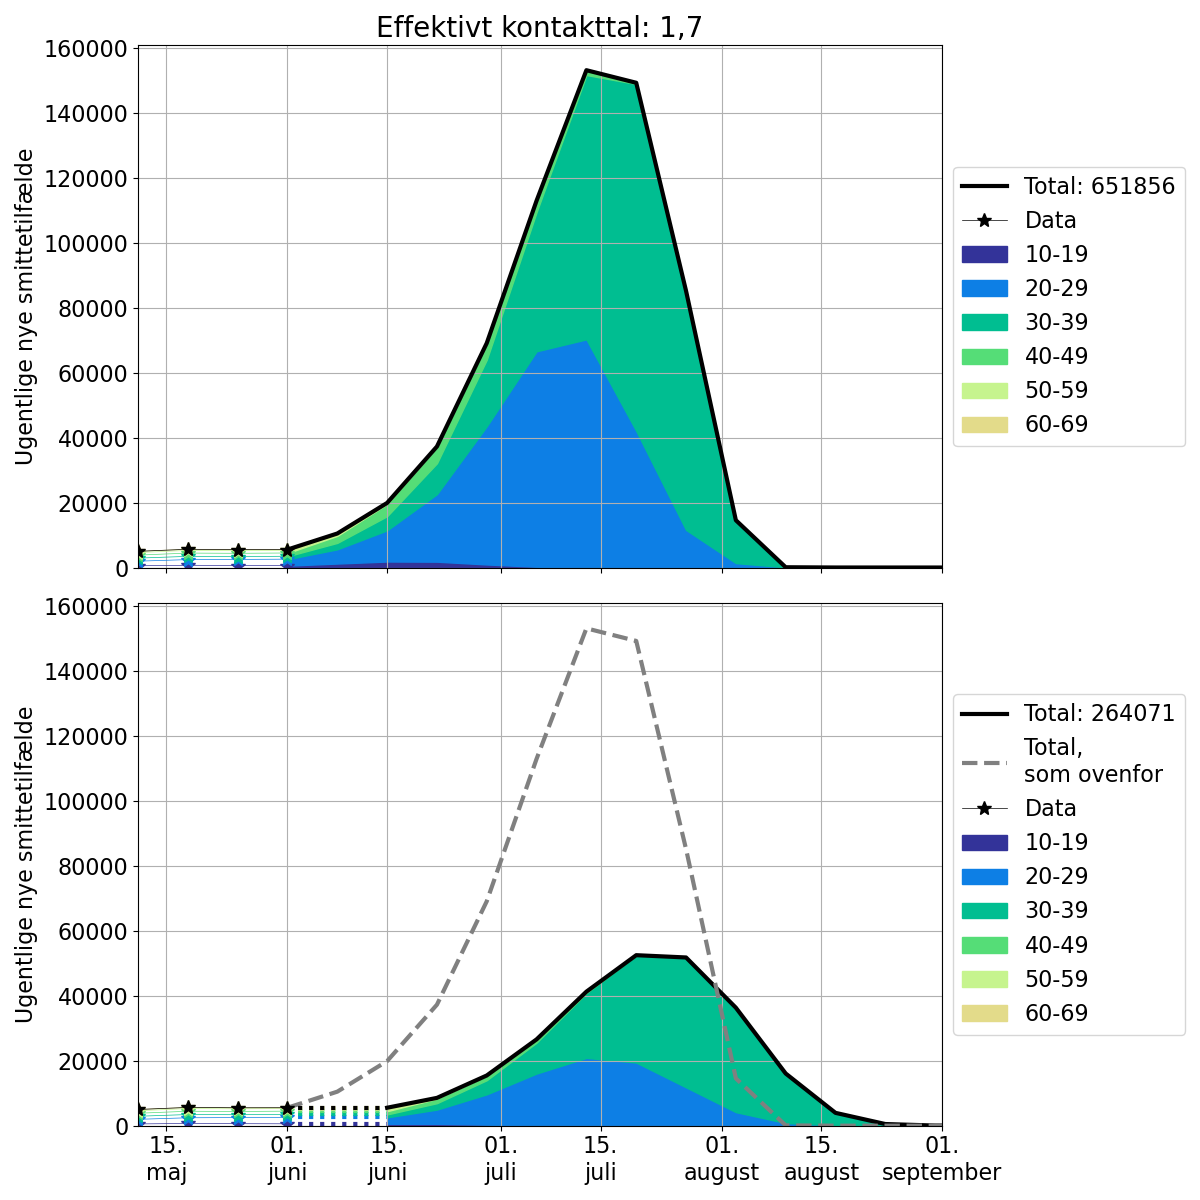 Effektivt kontakttal: 1,7
160000
140000
120000
100000
80000
60000
40000
20000
0
Ugentlige nye smittetilfælde
Total: 651856
Data
10-19
20-29
30-39
40-49
50-59
60-69
160000
140000
120000
100000
80000
60000
40000
20000
0
Ugentlige nye smittetilfælde
Total: 264071
Total,
som ovenfor
Data
10-19
20-29
30-39
40-49
50-59
60-69
15. 01. 15. 01. 15. 01. 15. 01.
maj juni juni juli juli august august september